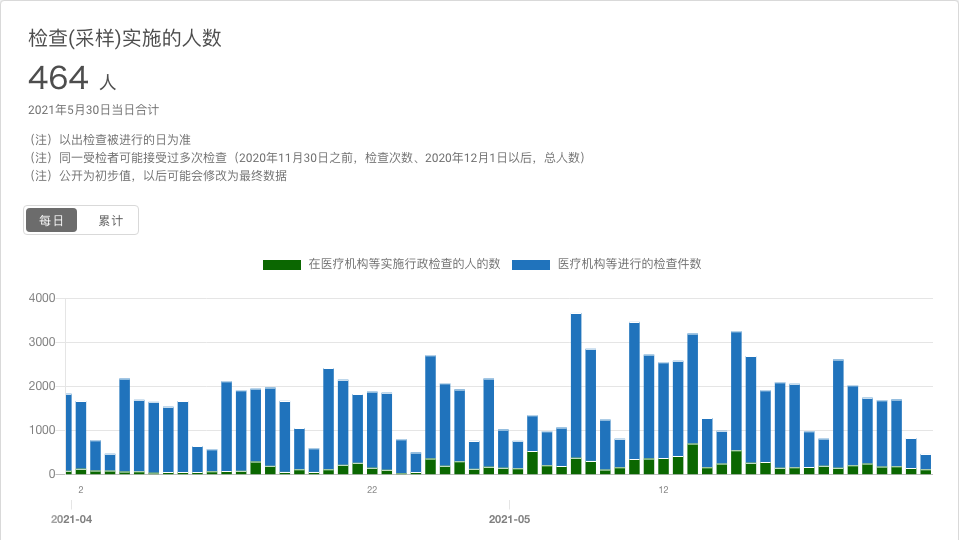 检查(采样)实施的人数
464 人
2021年5月30日当日合计
（注）以出检查被进行的日为准
（注）同一受检者可能接受过多次检查（2020年11月30日之前，检查次数、2020年12月1日以后，总人数）
（注）公开为初步值，以后可能会修改为最终数据
每日 累计
在医疗机构等实施行政检查的人的数 医疗机构等进行的检查件数
4000
3000
2000
1000
0
2 22 12
2021-04 2021-05